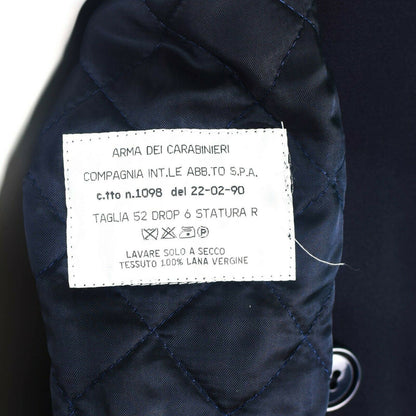 ARMA DEI CARABINIERI
COMPAGNIA INT.LE ABB.TO S.P.A.
c.tto n.1098 del 22-02-90
TAGLIA 52 DROP 6 STATURA R
P
LAVARE SOLO A SECCO
TESSUTO 100% LANA VERGINE